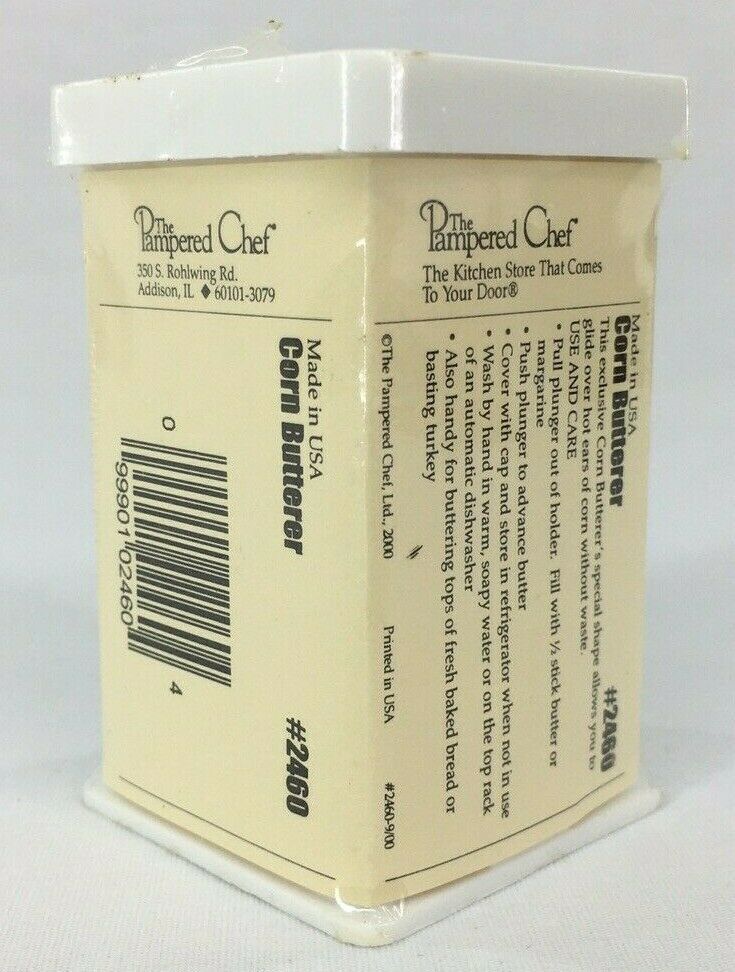 The Pampered Chef
350 S. Rohlwing Rd.
Addison, IL ◆ 60101-3079
Made in USA
Corn Butterer #2460
0 99901 02460 4
The Pampered Chef
The Kitchen Store That Comes
To Your Door®
Made in USA
Corn Butterer #2460
This exclusive Corn Butterer's special shape allows you to
glide over hot ears of corn without waste.
USE AND CARE
• Pull plunger out of holder. Fill with ½ stick butter or
margarine
• Push plunger to advance butter
• Cover with cap and store in refrigerator when not in use
• Wash by hand in warm, soapy water or on the top rack
of an automatic dishwasher
• Also handy for buttering tops of fresh baked bread or
basting turkey
©The Pampered Chef, Ltd., 2000 Printed in USA #2460-9/00